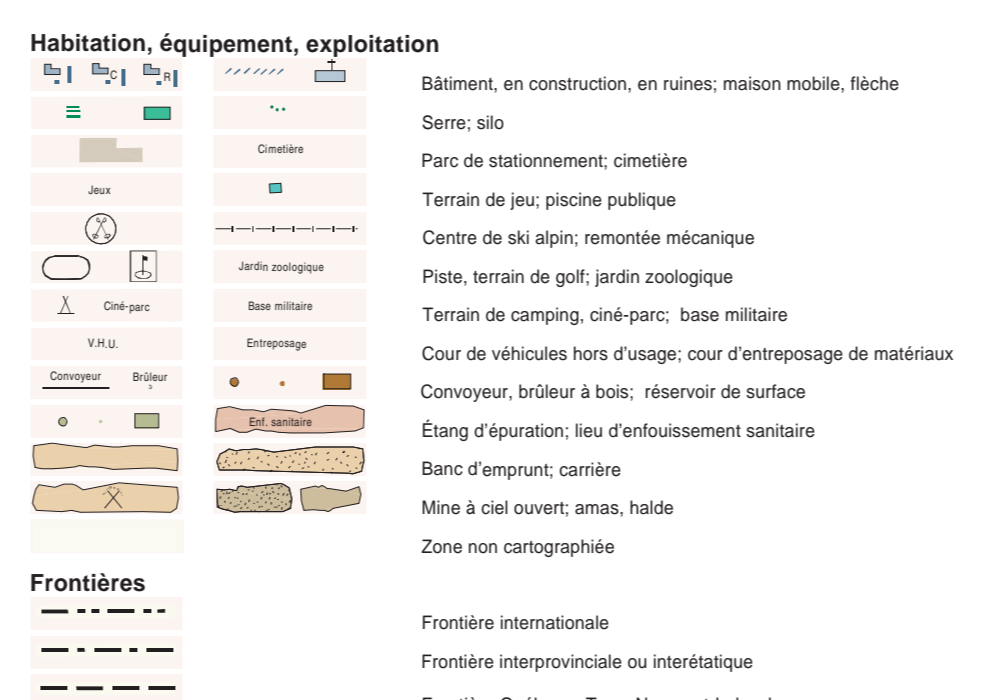 Habitation, équipement, exploitation
C R Bâtiment, en construction, en ruines; maison mobile, flèche
Serre; silo
Cimetière Parc de stationnement; cimetière
Jeux Terrain de jeu; piscine publique
Centre de ski alpin; remontée mécanique
Jardin zoologique Piste, terrain de golf; jardin zoologique
Ciné-parc Base militaire Terrain de camping, ciné-parc; base militaire
V.H.U. Entreposage Cour de véhicules hors d'usage; cour d'entreposage de matériaux
Convoyeur Brûleur Convoyeur, brûleur à bois; réservoir de surface
Enf. sanitaire Étang d'épuration; lieu d'enfouissement sanitaire
Banc d'emprunt; carrière
Mine à ciel ouvert; amas, halde
Zone non cartographiée
Frontières
Frontière internationale
Frontière interprovinciale ou interétatique